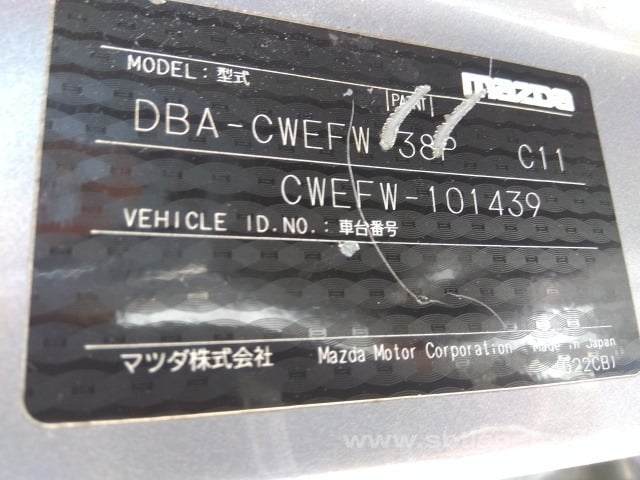 MODEL: 型式
PAINT mazda
DBA-CWEFW 38P C11
CWEFW-101439
VEHICLE ID.NO.: 車台番号
マツダ株式会社 Mazda Motor Corporation Made in Japan